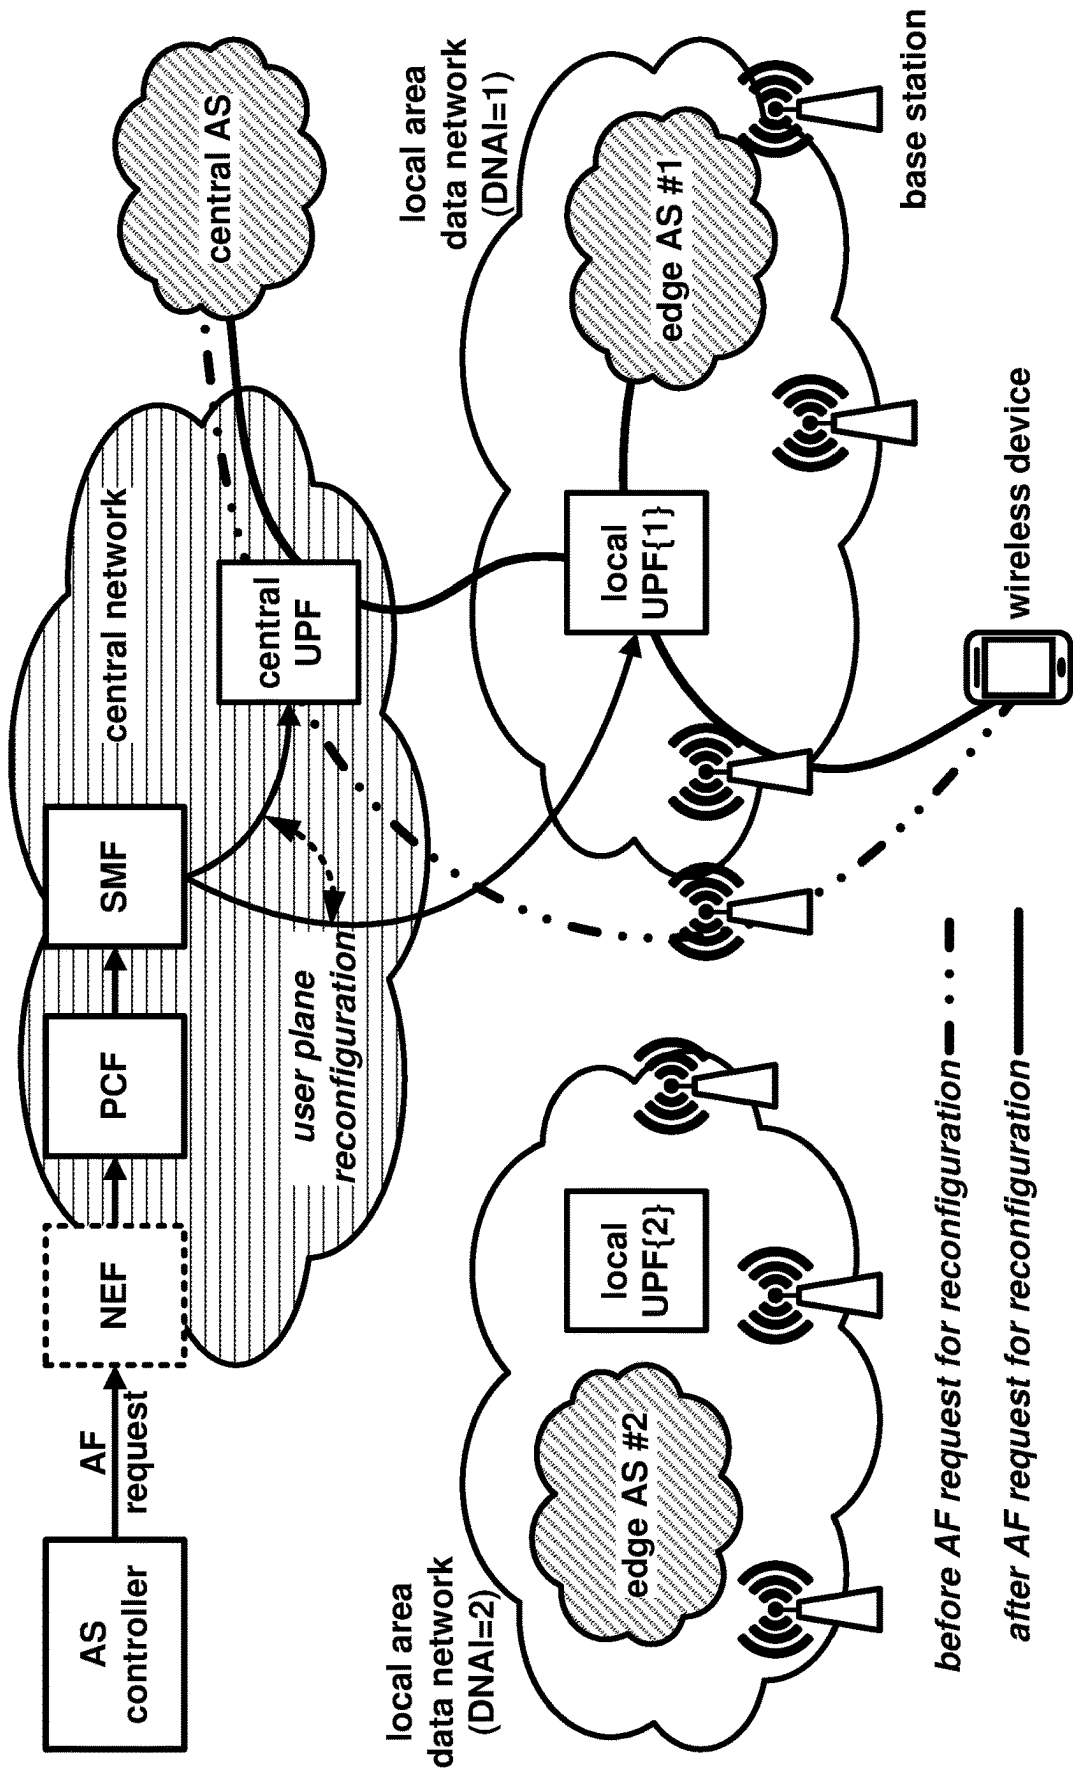 AS
controller
AF
request
NEF
PCF
SMF
central network
central
UPF
central AS
user plane
reconfiguration
local area
data network
(DNAI=2)
edge AS #2
local
UPF{2}
local area
data network
(DNAI=1)
local
UPF{1}
edge AS #1
base station
wireless device
before AF request for reconfiguration
after AF request for reconfiguration